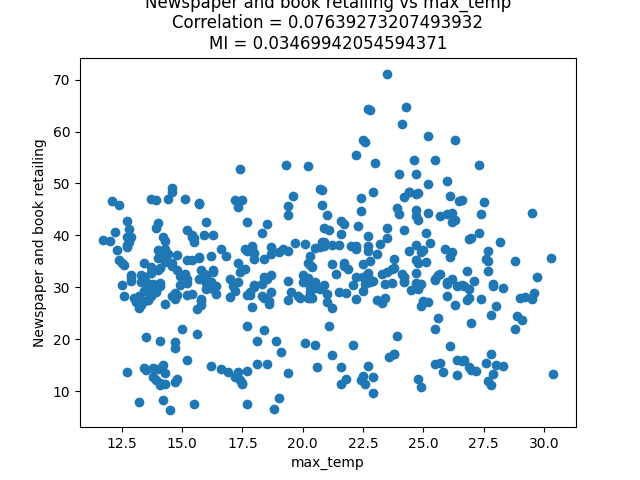 Newspaper and book retailing vs max_temp
Correlation = 0.07639273207493932
MI = 0.03469942054594371
70
60
50
40
30
20
10
Newspaper and book retailing
12.5 15.0 17.5 20.0 22.5 25.0 27.5 30.0
max_temp